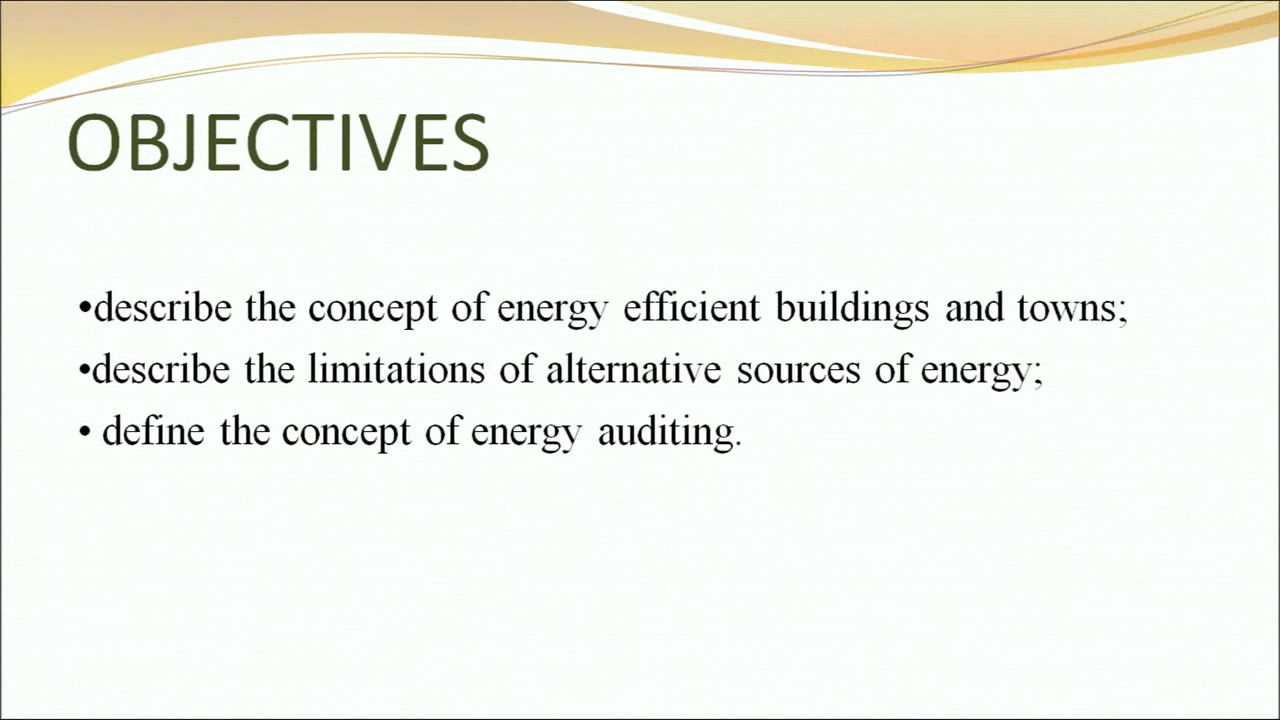 OBJECTIVES
•describe the concept of energy efficient buildings and towns;
•describe the limitations of alternative sources of energy;
• define the concept of energy auditing.